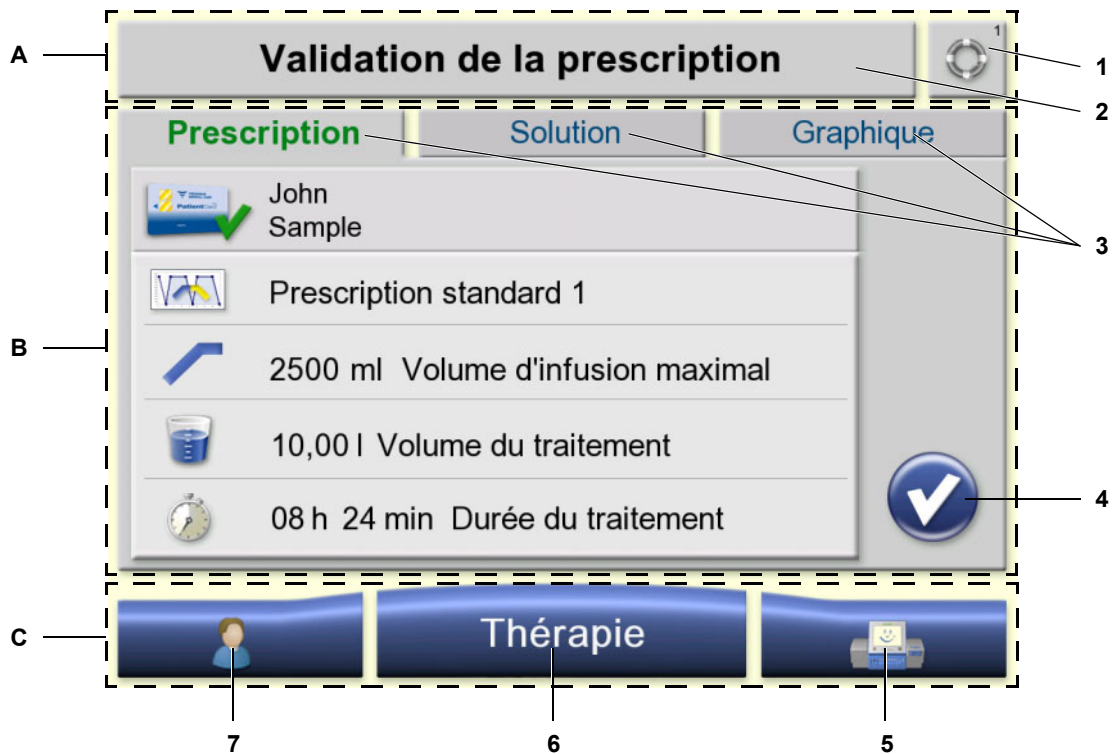 A
Validation de la prescription
1
1
2
Prescription
Solution
Graphique
John
Sample
3
Prescription standard 1
B
2500 ml Volume d'infusion maximal
10,00 l Volume du traitement
08 h 24 min Durée du traitement
4
C
Thérapie
7
6
5